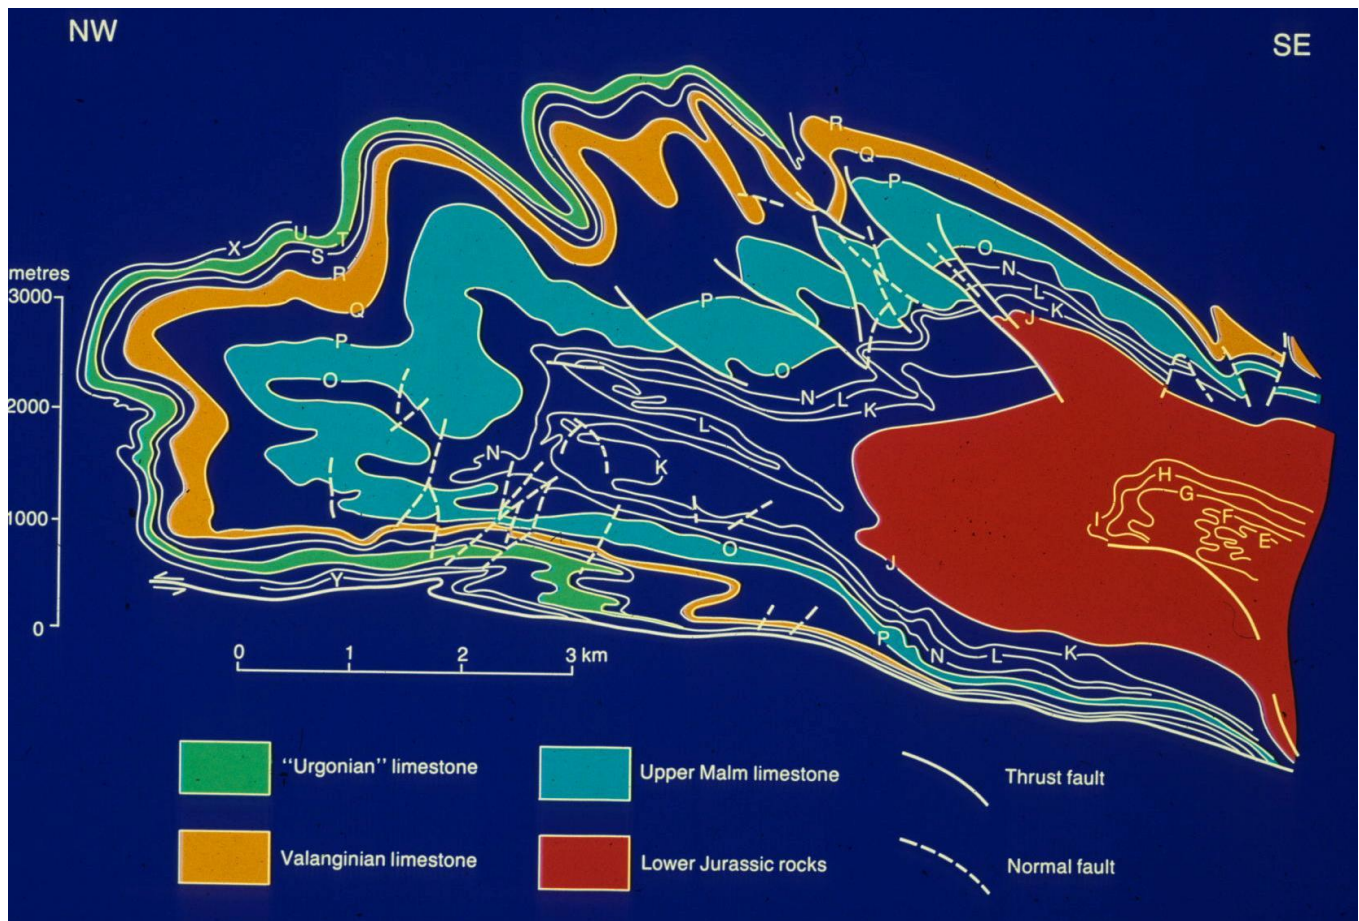 NW
SE
R
Q
P
U
T
X
S
O
metres
R
N
3000
L
P
K
Q
J
P
O
O
N
L
2000
K
L
N
K
H
G
1000
I
F
E
O
J
Y
0
P
N
L
K
0 1 2 3 km
"Urgonian" limestone
Upper Malm limestone
Thrust fault
Valanginian limestone
Lower Jurassic rocks
Normal fault